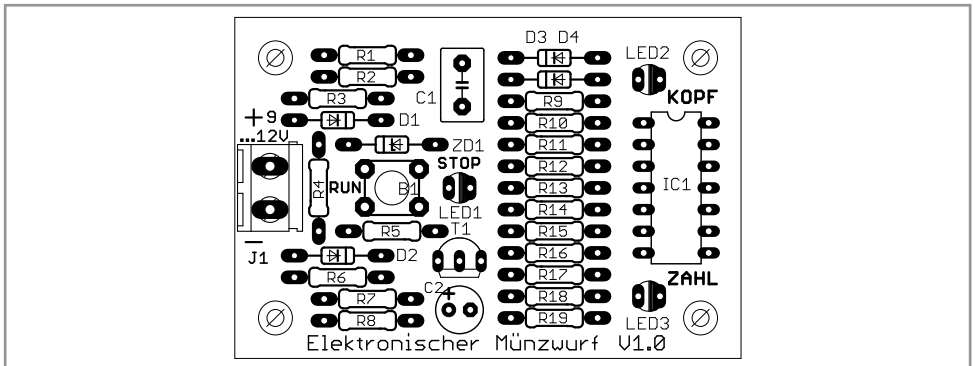 D3 D4
LED2
R1
R2
C1
R3
R9
KOPF
+ 9
...12V
D1
R10
ZD1
R11
STOP
R12
R4
RUN
B1
R13
IC1
LED1
R14
T1
R5
R15
D2
R16
− J1
R6
R17
ZAHL
C2 +
R7
R18
R8
R19
LED3
Elektronischer Münzwurf V1.0